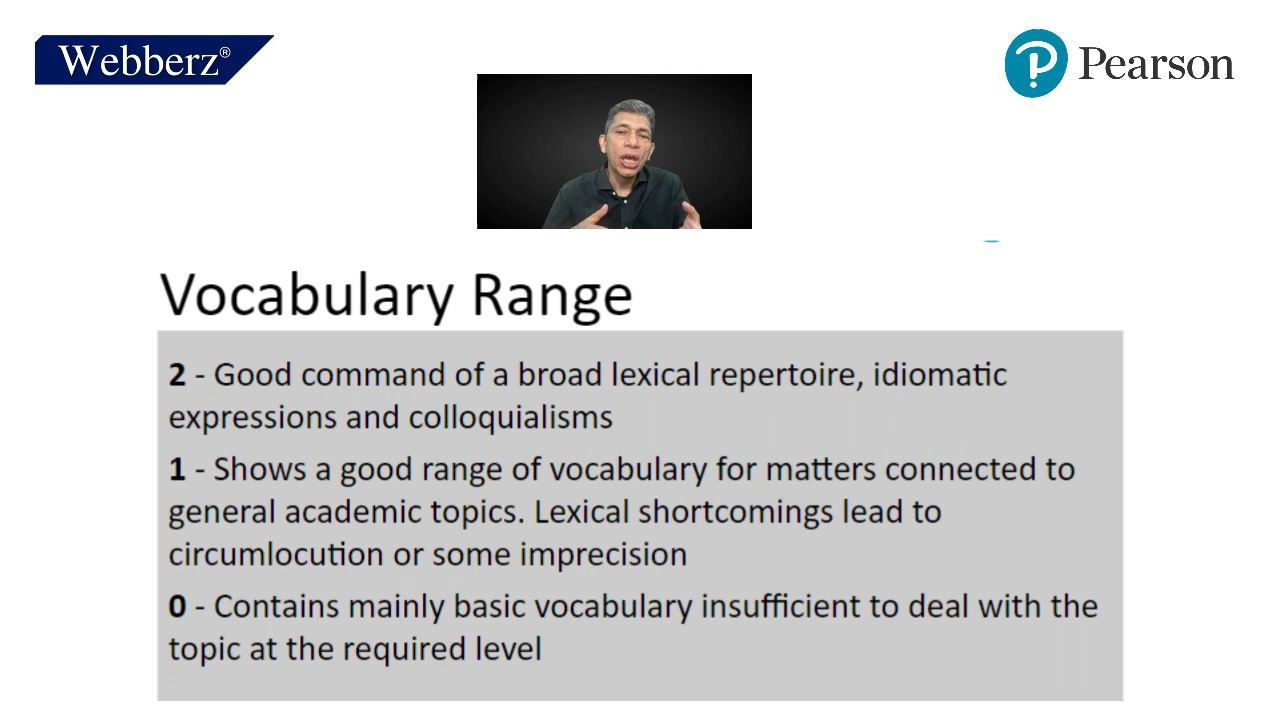 Webberz®
Pearson
Vocabulary Range
2 - Good command of a broad lexical repertoire, idiomatic
expressions and colloquialisms
1 - Shows a good range of vocabulary for matters connected to
general academic topics. Lexical shortcomings lead to
circumlocution or some imprecision
0 - Contains mainly basic vocabulary insufficient to deal with the
topic at the required level